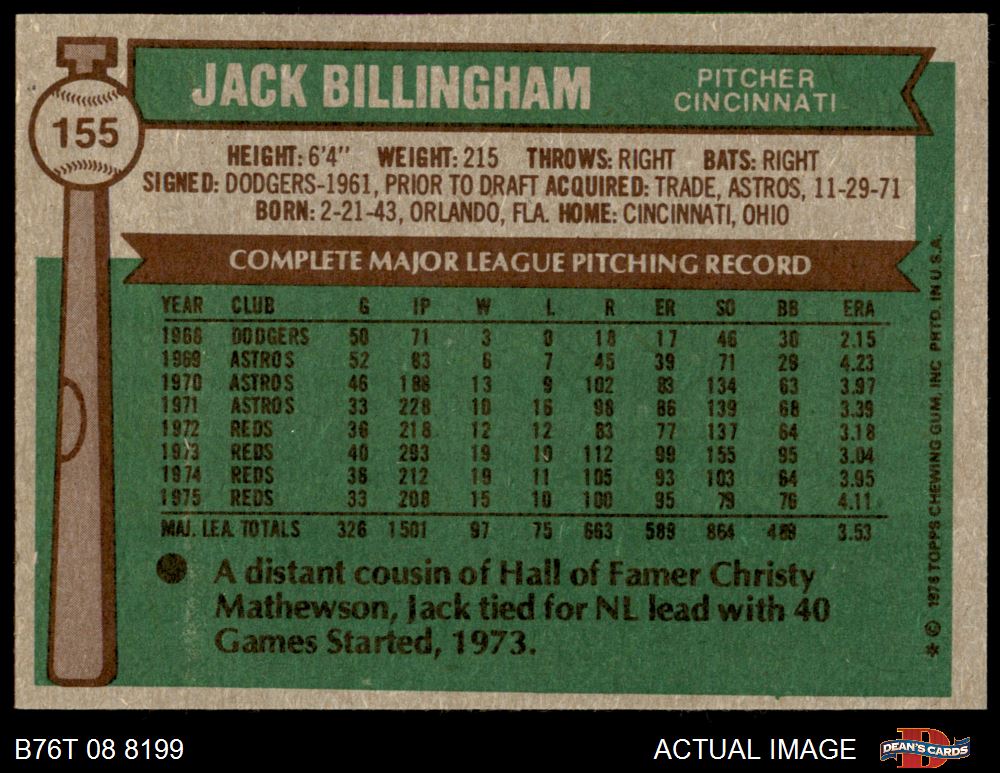 155
JACK BILLINGHAM
PITCHER
CINCINNATI
HEIGHT: 6'4" WEIGHT: 215 THROWS: RIGHT BATS: RIGHT
SIGNED: DODGERS-1961, PRIOR TO DRAFT ACQUIRED: TRADE, ASTROS, 11-29-71
BORN: 2-21-43, ORLANDO, FLA. HOME: CINCINNATI, OHIO
COMPLETE MAJOR LEAGUE PITCHING RECORD
YEAR CLUB G IP W L R ER SO BB ERA
1968 DODGERS 50 71 3 0 18 17 46 30 2.15
1969 ASTROS 52 83 6 7 45 39 71 29 4.23
1970 ASTROS 46 188 13 9 102 83 134 63 3.97
1971 ASTROS 33 228 10 16 98 86 139 68 3.39
1972 REDS 36 218 12 12 83 77 137 64 3.18
1973 REDS 40 293 19 10 112 99 155 95 3.04
1974 REDS 36 212 19 11 105 93 103 64 3.95
1975 REDS 33 208 15 10 100 95 79 76 4.11
MAJ. LEA. TOTALS 326 1501 97 75 663 589 864 489 3.53
A distant cousin of Hall of Famer Christy
Mathewson, Jack tied for NL lead with 40
Games Started, 1973.
* © 1976 TOPPS CHEWING GUM, INC. PRTD. IN U.S.A.
B76T 08 8199
ACTUAL IMAGE
DEAN'S CARDS